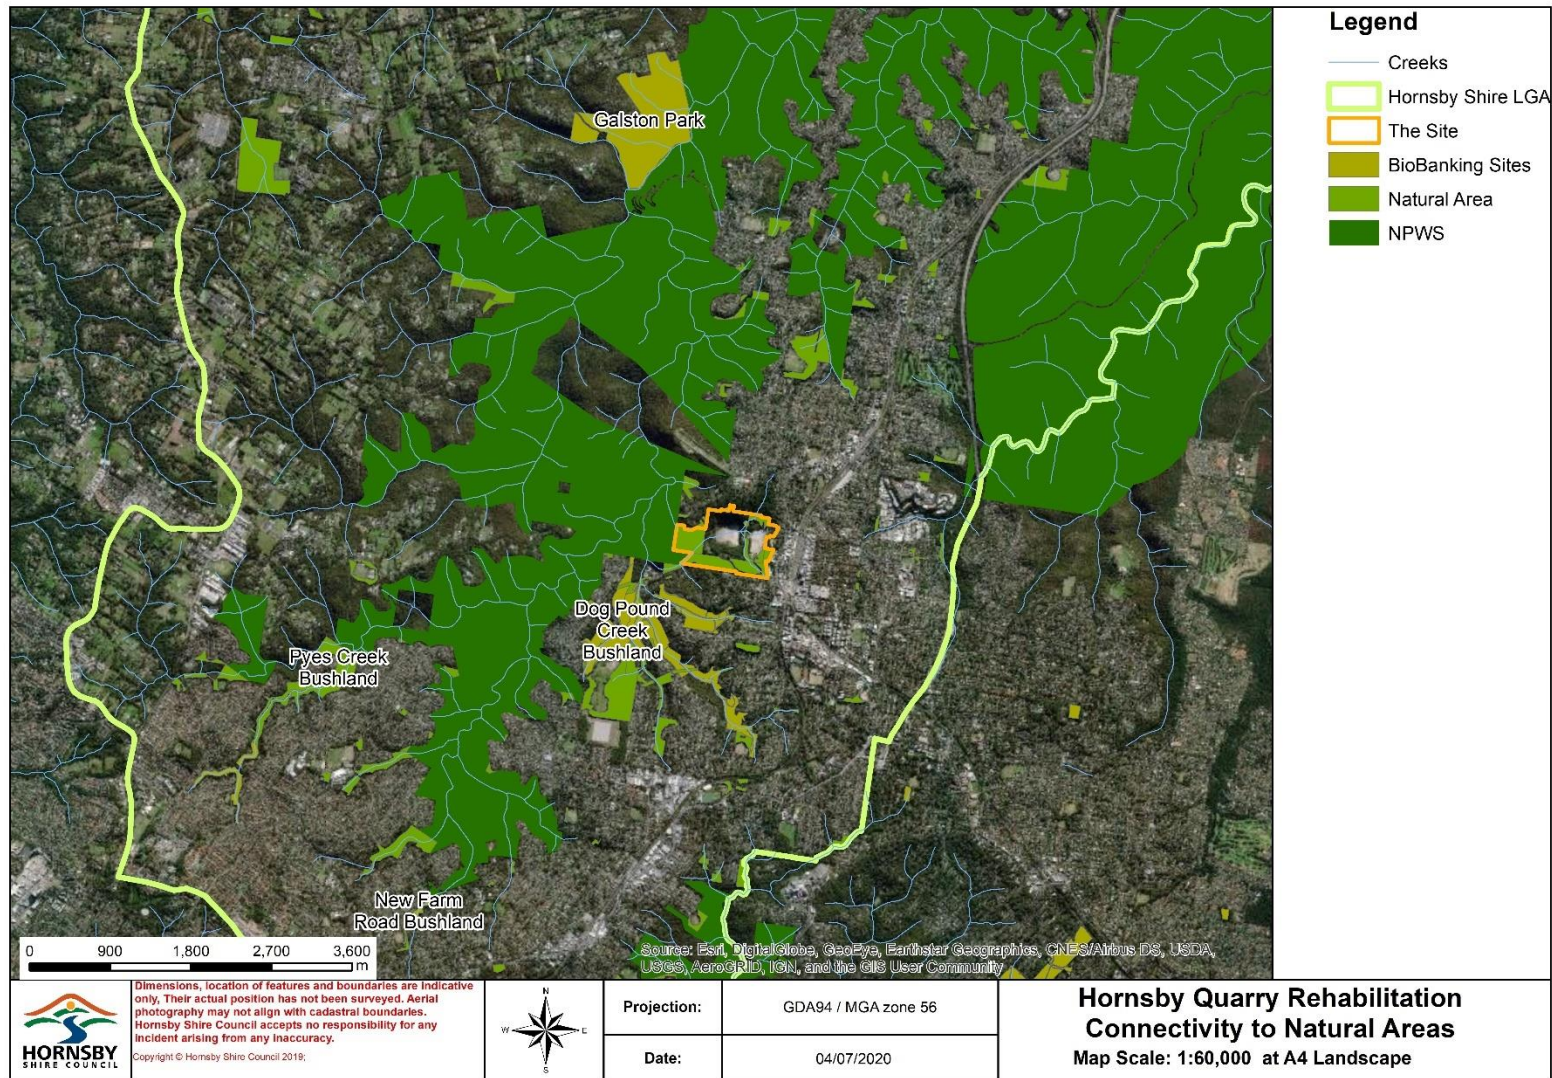 Legend
Creeks
Hornsby Shire LGA
The Site
BioBanking Sites
Natural Area
NPWS
Galston Park
Dog Pound
Creek
Bushland
Pyes Creek
Bushland
New Farm
Road Bushland
0 900 1,800 2,700 3,600
m
Source: Esri, DigitalGlobe, GeoEye, Earthstar Geographics, CNES/Airbus DS, USDA,
USGS, AeroGRID, IGN, and the GIS User Community
HORNSBY
SHIRE COUNCIL
Dimensions, location of features and boundaries are indicative
only, Their actual position has not been surveyed. Aerial
photography may not align with cadastral boundaries.
Hornsby Shire Council accepts no responsibility for any
incident arising from any inaccuracy.
Copyright © Hornsby Shire Council 2019;
N
W E
S
Projection: GDA94 / MGA zone 56
Date: 04/07/2020
Hornsby Quarry Rehabilitation
Connectivity to Natural Areas
Map Scale: 1:60,000 at A4 Landscape